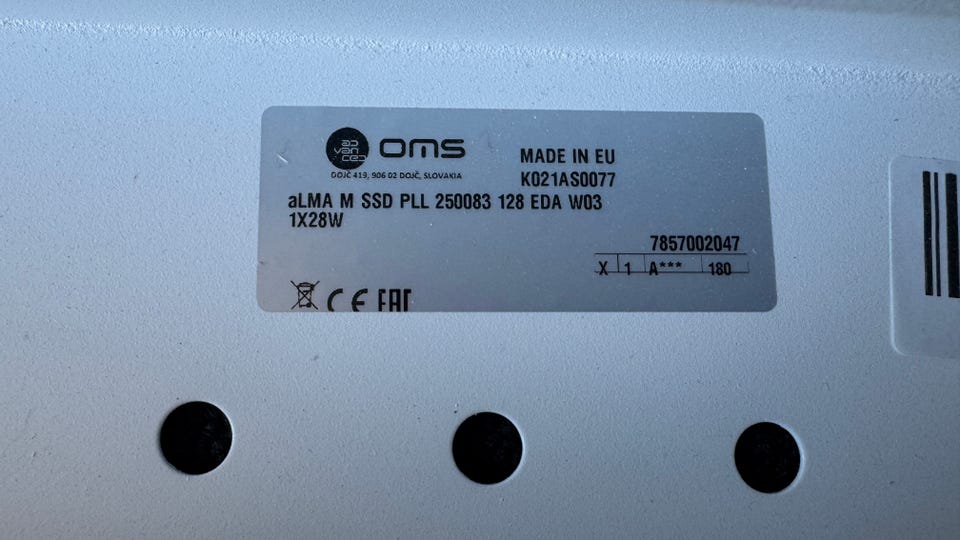 ad
van
ced
OMS
DOJČ 419, 906 02 DOJČ, SLOVAKIA
MADE IN EU
K021AS0077
aLMA M SSD PLL 250083 128 EDA W03
1X28W
7857002047
X 1 A*** 180
CE EAC